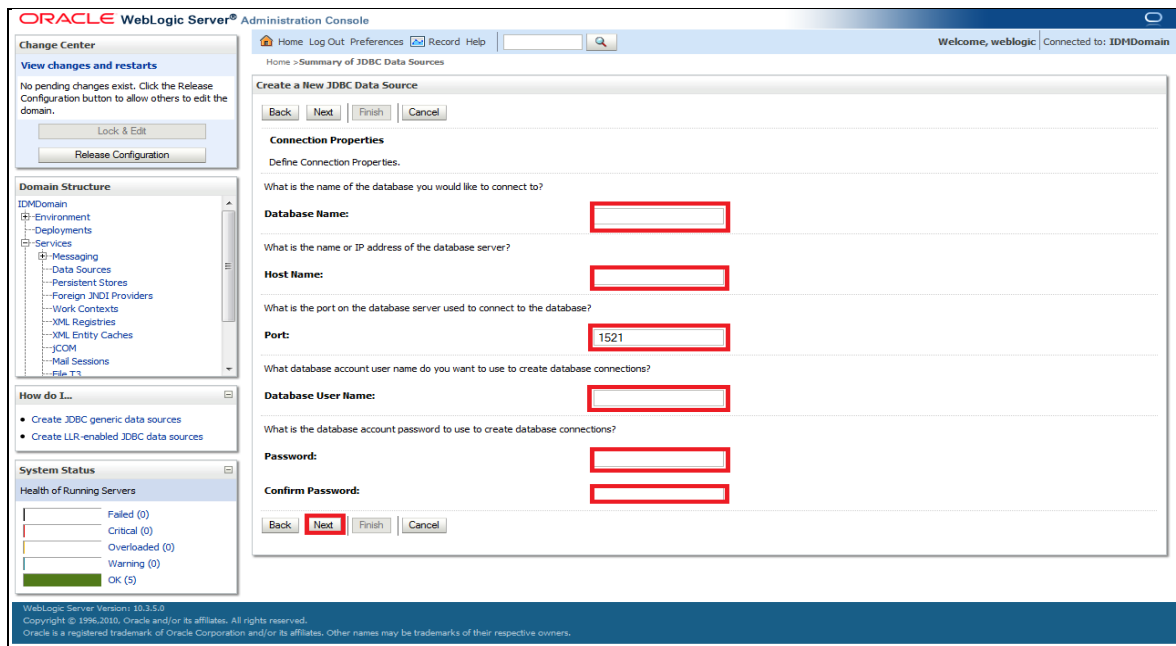 ORACLE WebLogic Server® Administration Console
Change Center
View changes and restarts
No pending changes exist. Click the Release
Configuration button to allow others to edit the
domain.
Lock & Edit
Release Configuration
Domain Structure
IDMDomain
Environment
Deployments
Services
Messaging
Data Sources
Persistent Stores
Foreign JNDI Providers
Work Contexts
XML Registries
XML Entity Caches
jCOM
Mail Sessions
File T3
How do I...
Create JDBC generic data sources
Create LLR-enabled JDBC data sources
System Status
Health of Running Servers
Failed (0)
Critical (0)
Overloaded (0)
Warning (0)
OK (5)
Home Log Out Preferences Record Help
Welcome, weblogic Connected to: IDMDomain
Home >Summary of JDBC Data Sources
Create a New JDBC Data Source
Back Next Finish Cancel
Connection Properties
Define Connection Properties.
What is the name of the database you would like to connect to?
Database Name:
What is the name or IP address of the database server?
Host Name:
What is the port on the database server used to connect to the database?
Port: 1521
What database account user name do you want to use to create database connections?
Database User Name:
What is the database account password to use to create database connections?
Password:
Confirm Password:
Back Next Finish Cancel
WebLogic Server Version: 10.3.5.0
Copyright © 1996,2010, Oracle and/or its affiliates. All rights reserved.
Oracle is a registered trademark of Oracle Corporation and/or its affiliates. Other names may be trademarks of their respective owners.